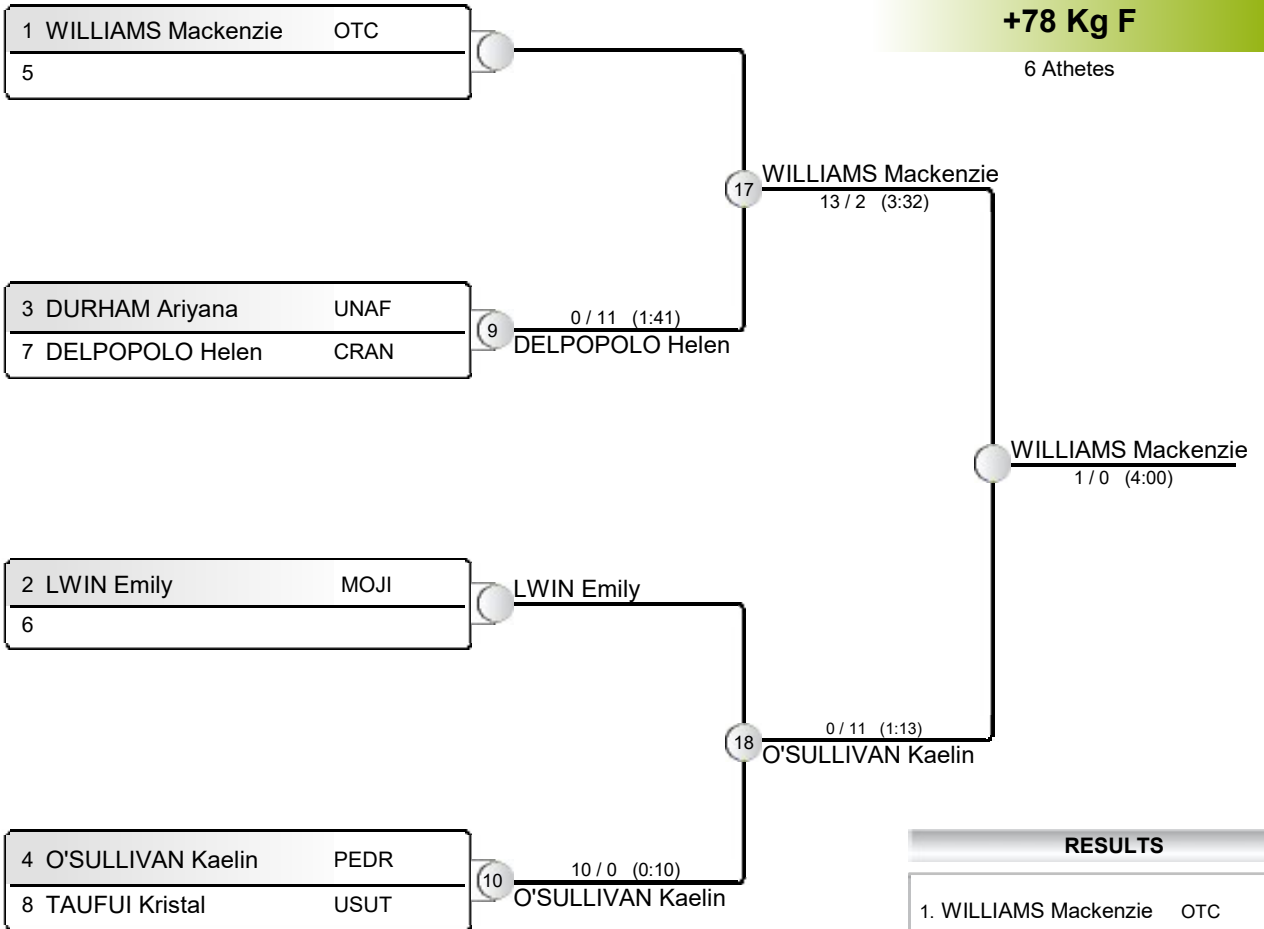 +78 Kg F
6 Athetes
1 WILLIAMS Mackenzie OTC
5
17 WILLIAMS Mackenzie
13 / 2 (3:32)
3 DURHAM Ariyana UNAF
7 DELPOPOLO Helen CRAN
9 0 / 11 (1:41)
DELPOPOLO Helen
WILLIAMS Mackenzie
1 / 0 (4:00)
2 LWIN Emily MOJI
6
LWIN Emily
18 0 / 11 (1:13)
O'SULLIVAN Kaelin
4 O'SULLIVAN Kaelin PEDR
8 TAUFUI Kristal USUT
10 10 / 0 (0:10)
O'SULLIVAN Kaelin
RESULTS
1. WILLIAMS Mackenzie OTC